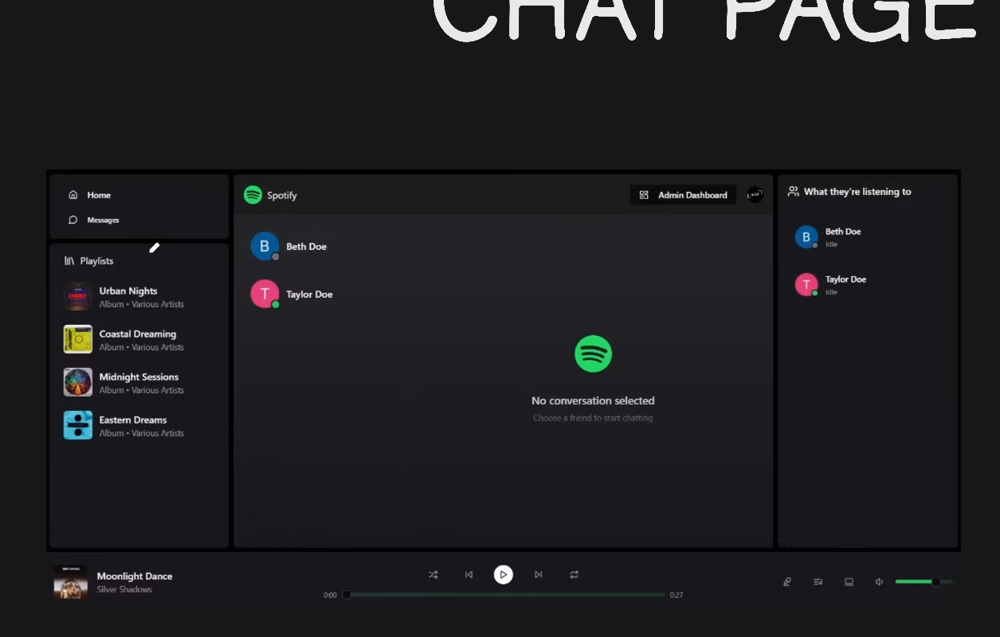 CHAT PAGE
Home
Messages
Playlists
Urban Nights
Album • Various Artists
Coastal Dreaming
Album • Various Artists
Midnight Sessions
Album • Various Artists
Eastern Dreams
Album • Various Artists
Spotify
Admin Dashboard
B
Beth Doe
T
Taylor Doe
No conversation selected
Choose a friend to start chatting
What they're listening to
B
Beth Doe
Idle
T
Taylor Doe
Idle
Moonlight Dance
Silver Shadows
0:00
0:27